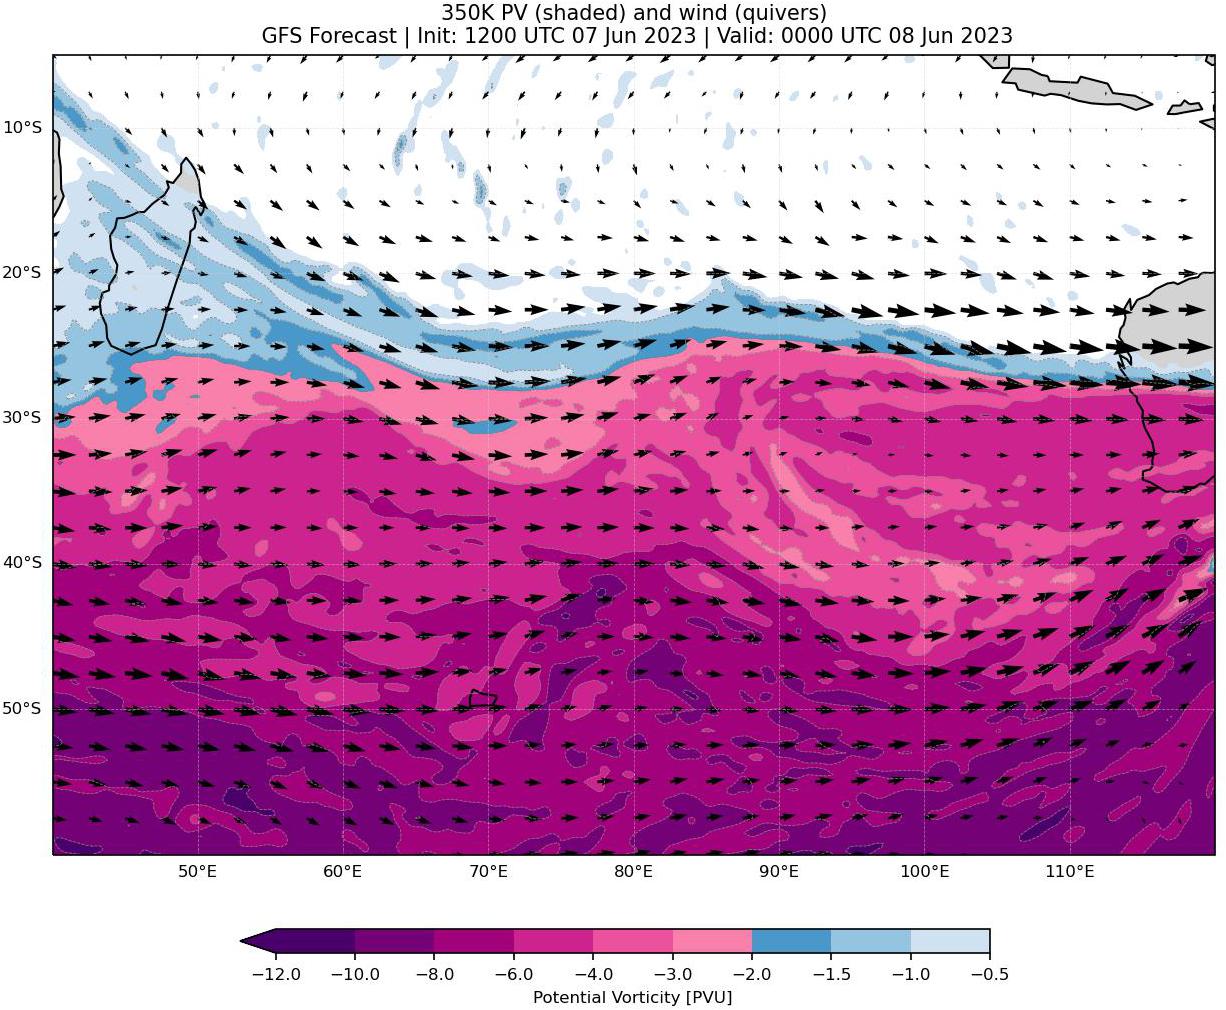 350K PV (shaded) and wind (quivers)
GFS Forecast | Init: 1200 UTC 07 Jun 2023 | Valid: 0000 UTC 08 Jun 2023
10°S
20°S
30°S
40°S
50°S
50°E 60°E 70°E 80°E 90°E 100°E 110°E
−12.0 −10.0 −8.0 −6.0 −4.0 −3.0 −2.0 −1.5 −1.0 −0.5
Potential Vorticity [PVU]